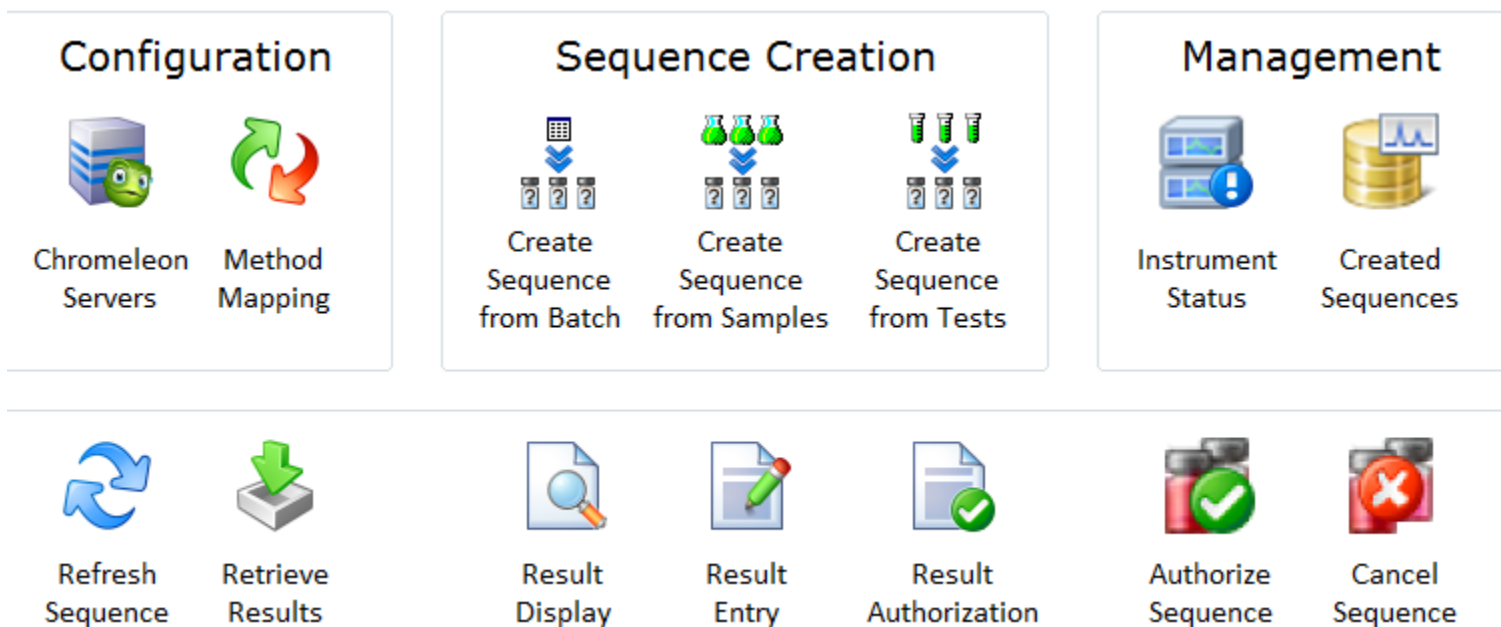 Configuration
Chromeleon
Servers
Method
Mapping
Sequence Creation
Create
Sequence
from Batch
Create
Sequence
from Samples
Create
Sequence
from Tests
Management
Instrument
Status
Created
Sequences
Refresh
Sequence
Retrieve
Results
Result
Display
Result
Entry
Result
Authorization
Authorize
Sequence
Cancel
Sequence